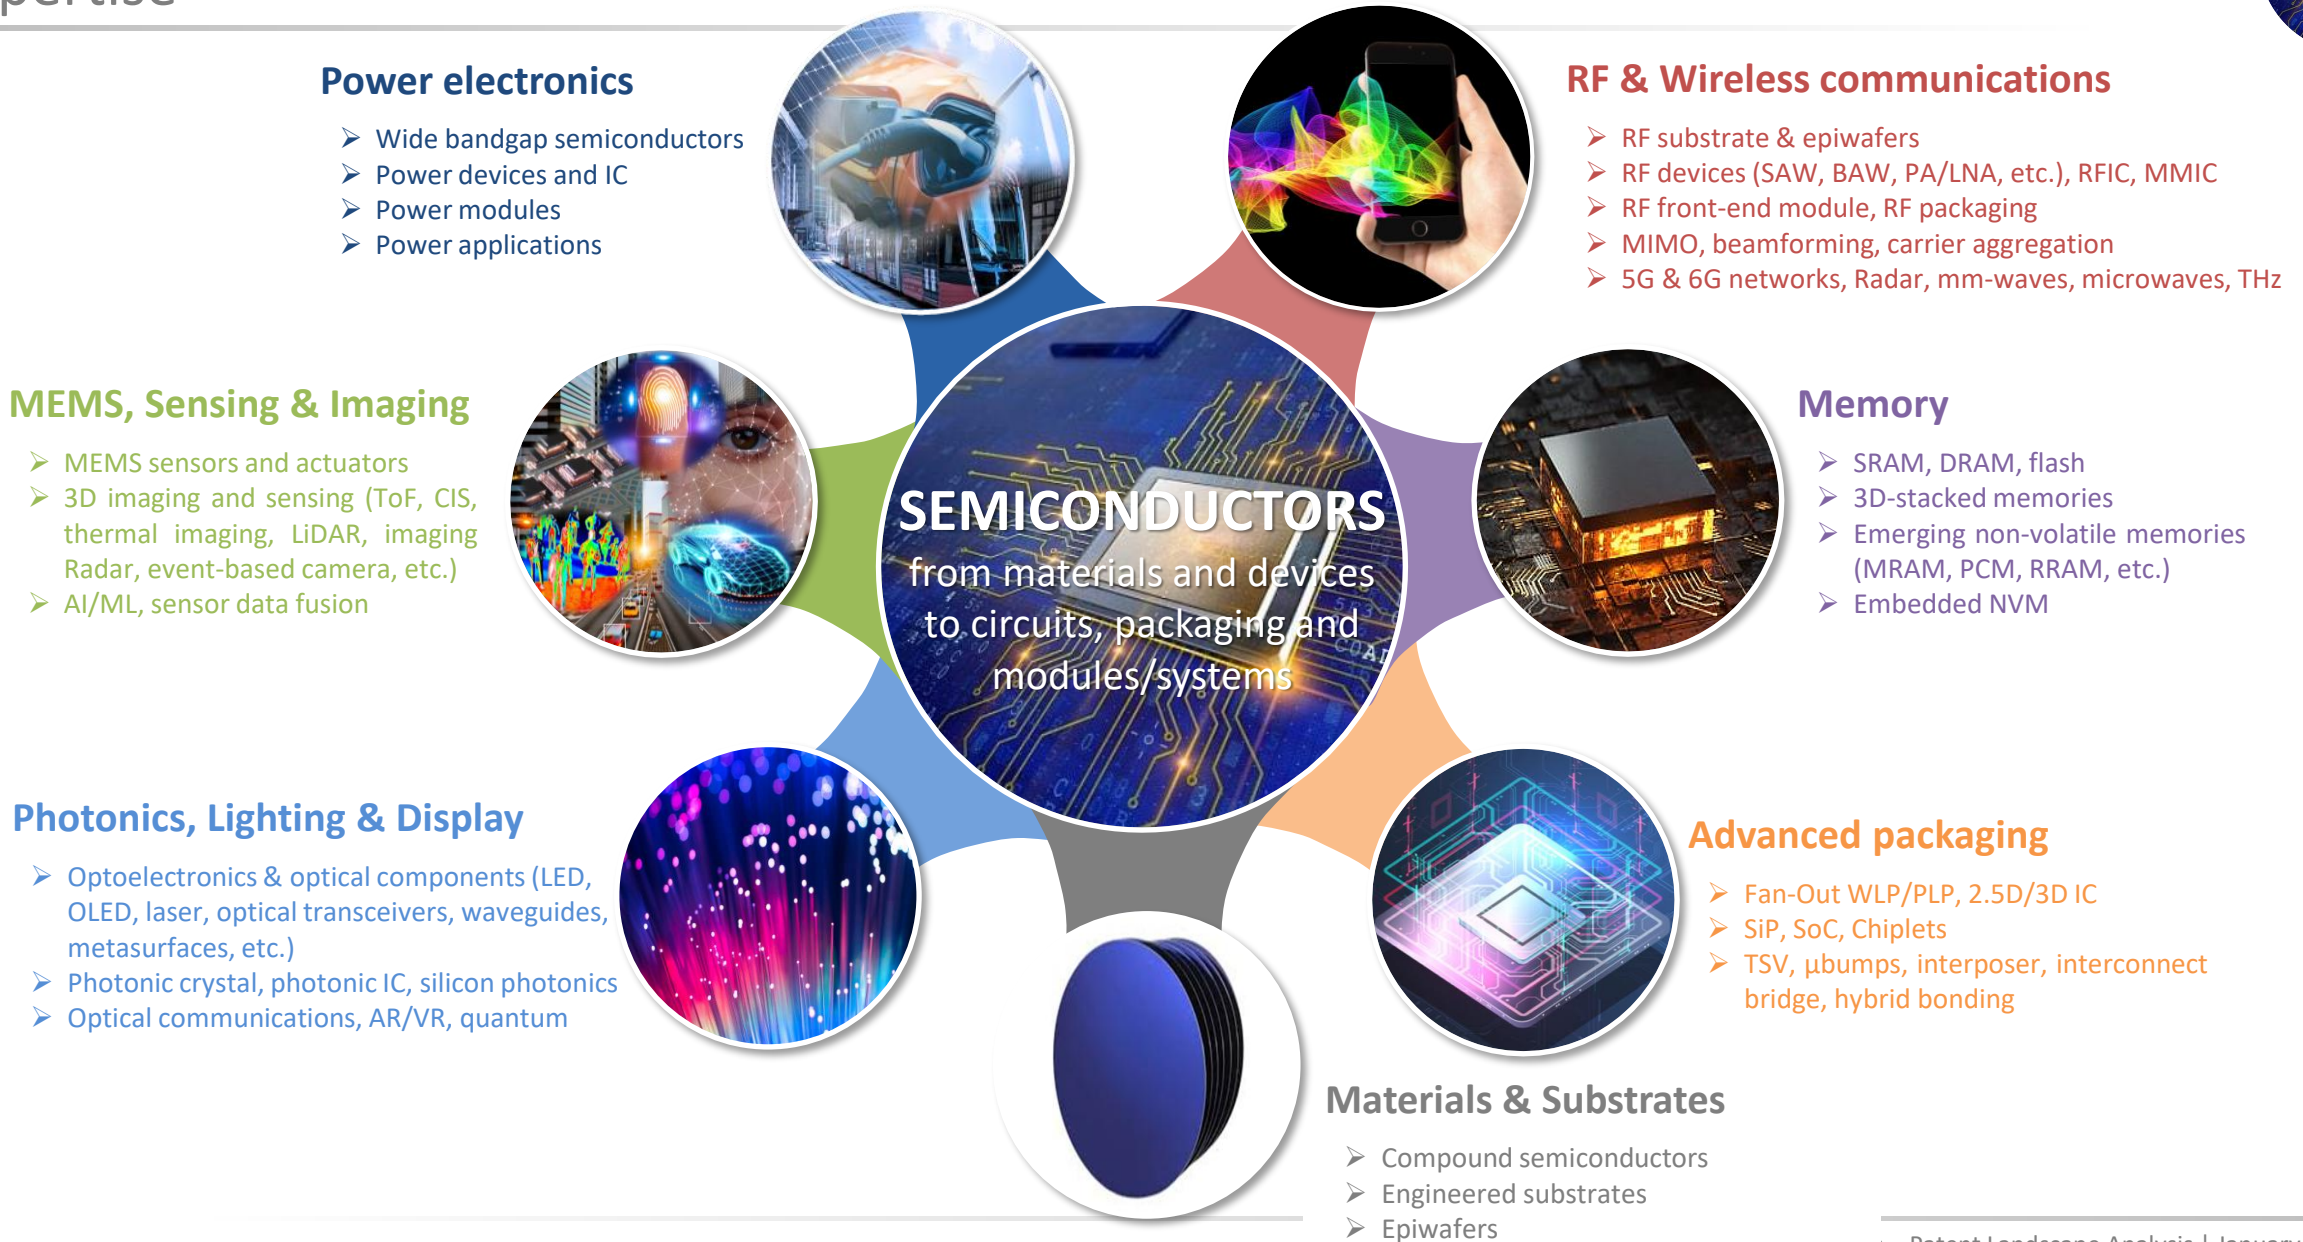 Power electronics
➢ Wide bandgap semiconductors
➢ Power devices and IC
➢ Power modules
➢ Power applications
RF & Wireless communications
➢ RF substrate & epiwafers
➢ RF devices (SAW, BAW, PA/LNA, etc.), RFIC, MMIC
➢ RF front-end module, RF packaging
➢ MIMO, beamforming, carrier aggregation
➢ 5G & 6G networks, Radar, mm-waves, microwaves, THz
MEMS, Sensing & Imaging
➢ MEMS sensors and actuators
➢ 3D imaging and sensing (ToF, CIS,
thermal imaging, LiDAR, imaging
Radar, event-based camera, etc.)
➢ AI/ML, sensor data fusion
SEMICONDUCTORS
from materials and devices
to circuits, packaging and
modules/systems
Memory
➢ SRAM, DRAM, flash
➢ 3D-stacked memories
➢ Emerging non-volatile memories
(MRAM, PCM, RRAM, etc.)
➢ Embedded NVM
Photonics, Lighting & Display
➢ Optoelectronics & optical components (LED,
OLED, laser, optical transceivers, waveguides,
metasurfaces, etc.)
➢ Photonic crystal, photonic IC, silicon photonics
➢ Optical communications, AR/VR, quantum
Advanced packaging
➢ Fan-Out WLP/PLP, 2.5D/3D IC
➢ SiP, SoC, Chiplets
➢ TSV, µbumps, interposer, interconnect
bridge, hybrid bonding
Materials & Substrates
➢ Compound semiconductors
➢ Engineered substrates
➢ Epiwafers
Patent Landscape Analysis | January